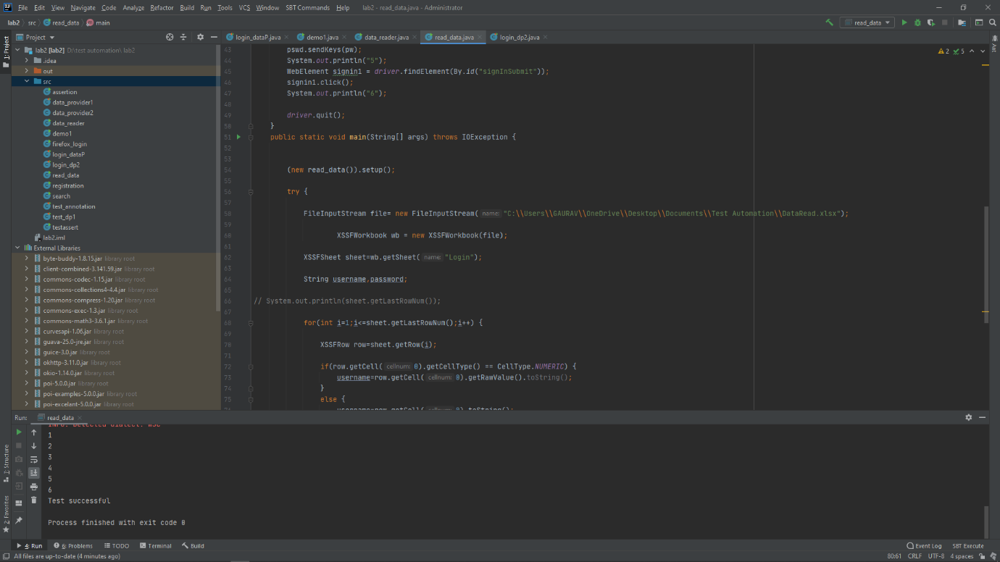 File Edit View Navigate Code Analyze Refactor Build Run Tools VCS Window SBT Commands Help lab2 - read_data.java - Administrator
lab2 src read_data main read_data
Project login_dataP.java demo1.java data_reader.java read_data.java login_dp2.java
1: Project
Ant
lab2 [lab2] D:\test automation\ lab2
.idea
out
src
assertion
data_provider1
data_provider2
data_reader
demo1
firefox_login
login_dataP
login_dp2
read_data
registration
search
test_annotation
test_dp1
testassert
lab2.iml
External Libraries
byte-buddy-1.8.15.jar library root
client-combined-3.141.59.jar library root
commons-codec-1.15.jar library root
commons-collections4-4.4.jar library root
commons-compress-1.20.jar library root
commons-exec-1.3.jar library root
commons-math3-3.6.1.jar library root
curvesapi-1.06.jar library root
guava-25.0-jre.jar library root
guice-3.0.jar library root
okhttp-3.11.0.jar library root
okio-1.14.0.jar library root
poi-5.0.0.jar library root
poi-examples-5.0.0.jar library root
poi-excelant-5.0.0.jar library root
2 5
43 pswd.sendKeys(pw);
44 System.out.println("5");
45 WebElement signin1 = driver.findElement(By.id("signInSubmit"));
46 signin1.click();
47 System.out.println("6");
48
49 driver.quit();
50 }
51 public static void main(String[] args) throws IOException {
52
53
54 (new read_data()).setup();
55
56 try {
57
58 FileInputStream file= new FileInputStream( name: "C:\\Users\\GAURAV\\OneDrive\\Desktop\\Documents\\Test Automation\\DataRead.xlsx");
59
60 XSSFWorkbook wb = new XSSFWorkbook(file);
61
62 XSSFSheet sheet=wb.getSheet( name: "Login");
63
64 String username,password;
65
66 // System.out.println(sheet.getLastRowNum());
67
68 for(int i=1;i<=sheet.getLastRowNum();i++) {
69
70 XSSFRow row=sheet.getRow(i);
71
72 if(row.getCell( cellnum: 0).getCellType() == CellType.NUMERIC) {
73 username=row.getCell( cellnum: 0).getRawValue().toString();
74 }
75 else {
Run: read_data
INFO: Detected dialect: W3C
1
2
3
4
5
6
Test successful
Process finished with exit code 0
Z: Structure
2: Favorites
4: Run 6: Problems TODO Terminal Build Event Log SBT Execute
All files are up-to-date (4 minutes ago) 80:61 CRLF UTF-8 4 spaces